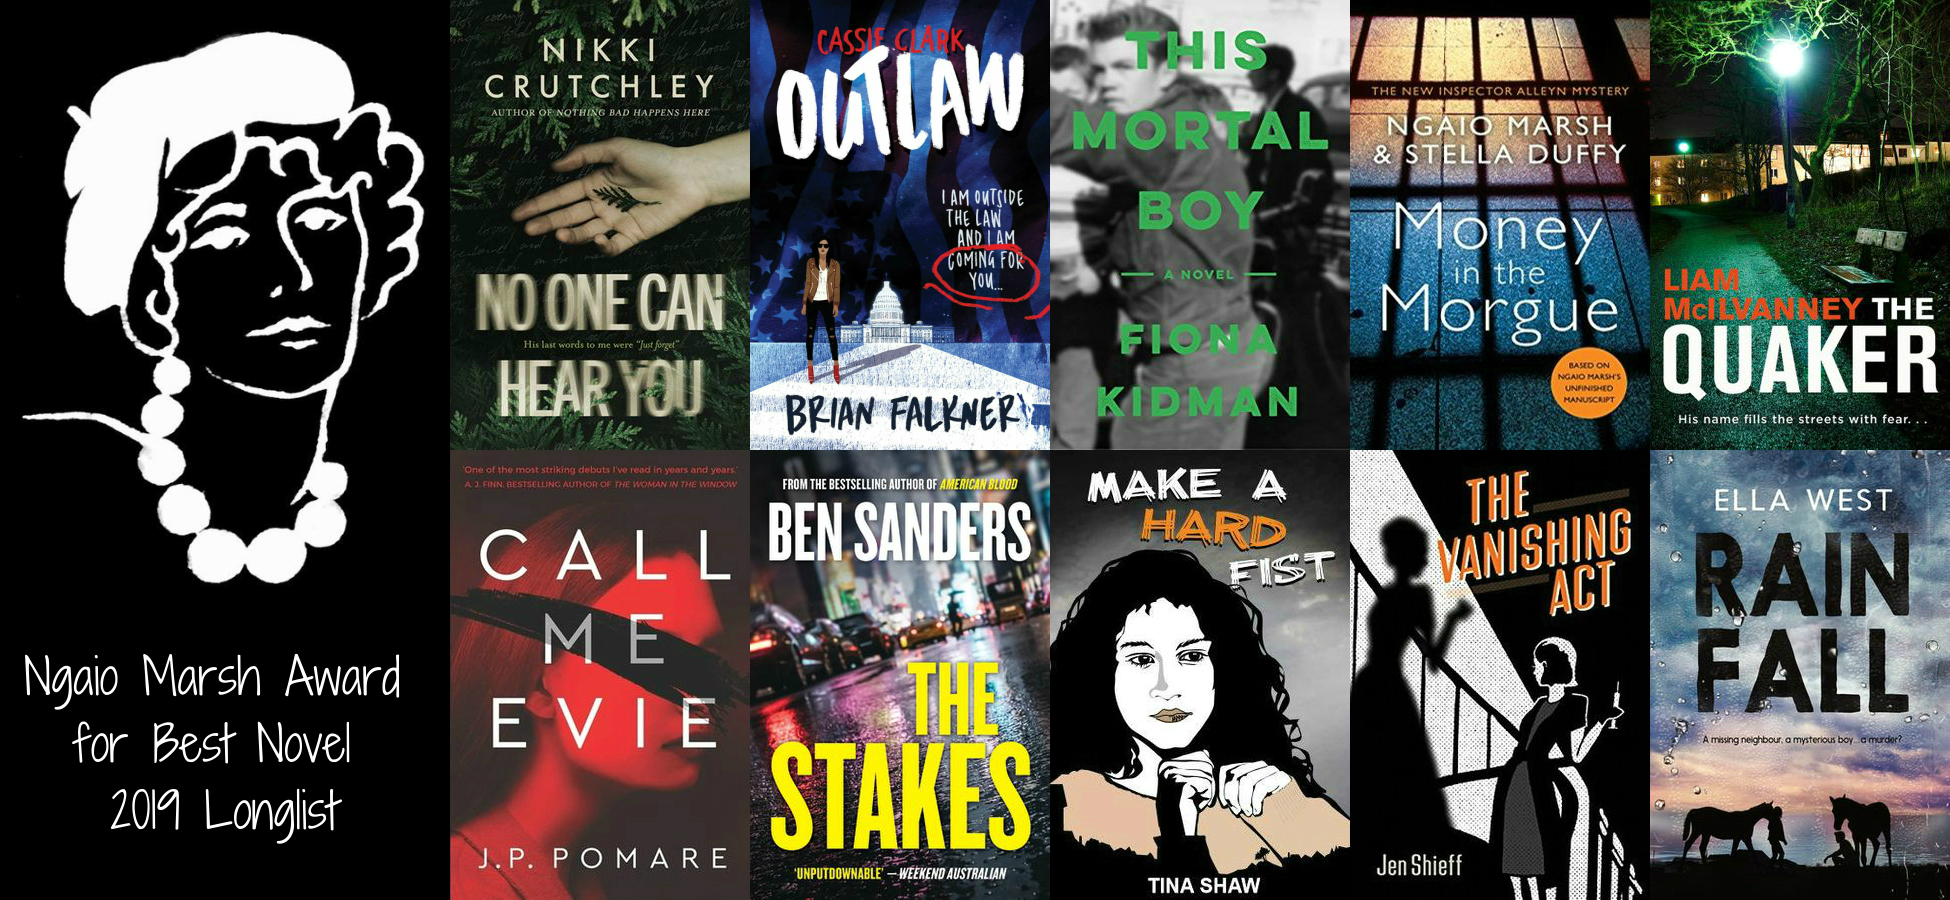 Ngaio Marsh Award
for Best Novel
2019 Longlist
NIKKI
CRUTCHLEY
AUTHOR OF NOTHING BAD HAPPENS HERE
NO ONE CAN
His last words to me were "Just forget"
HEAR YOU
CASSIE CLARK
OUTLAW
I AM OUTSIDE
THE LAW
AND I AM
COMING FOR
YOU...
BRIAN FALKNER
THIS
MORTAL
BOY
A NOVEL
FIONA
KIDMAN
THE NEW INSPECTOR ALLEYN MYSTERY
NGAIO MARSH
& STELLA DUFFY
Money
in the
Morgue
BASED ON
NGAIO MARSH'S
UNFINISHED
MANUSCRIPT
LIAM
McILVANNEY THE
QUAKER
His name fills the streets with fear. . .
'One of the most striking debuts I've read in years and years.'
A. J. FINN, BESTSELLING AUTHOR OF THE WOMAN IN THE WINDOW
CALL
ME
EVIE
J.P. POMARE
FROM THE BESTSELLING AUTHOR OF AMERICAN BLOOD
BEN SANDERS
THE
STAKES
'UNPUTDOWNABLE' – WEEKEND AUSTRALIAN
MAKE A
HARD
FIST
TINA SHAW
THE
VANISHING
ACT
Jen Shieff
ELLA WEST
RAIN
FALL
A missing neighbour, a mysterious boy...a murder?